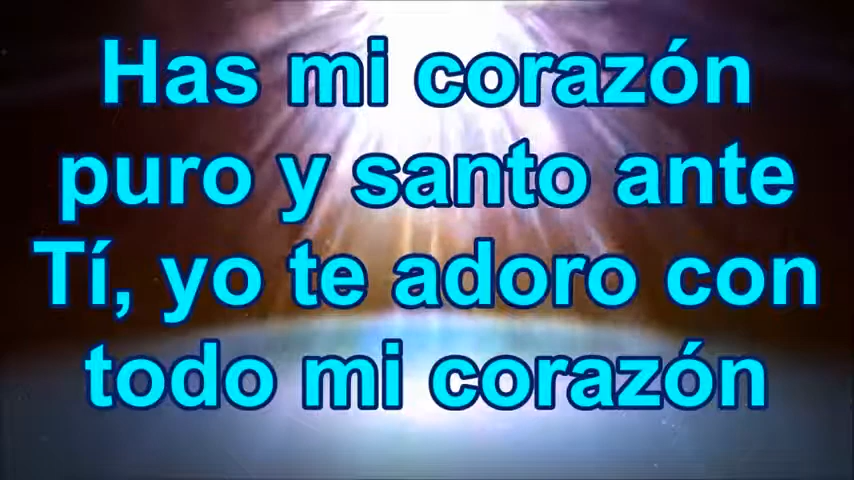 Has mi corazón
puro y santo ante
Tí, yo te adoro con
todo mi corazón